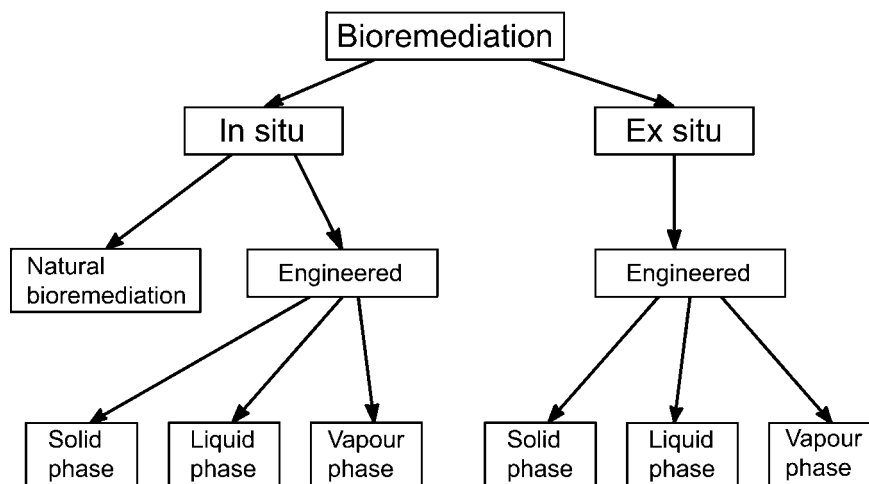 Bioremediation
In situ
Ex situ
Natural
bioremediation
Engineered
Engineered
Solid
phase
Liquid
phase
Vapour
phase
Solid
phase
Liquid
phase
Vapour
phase